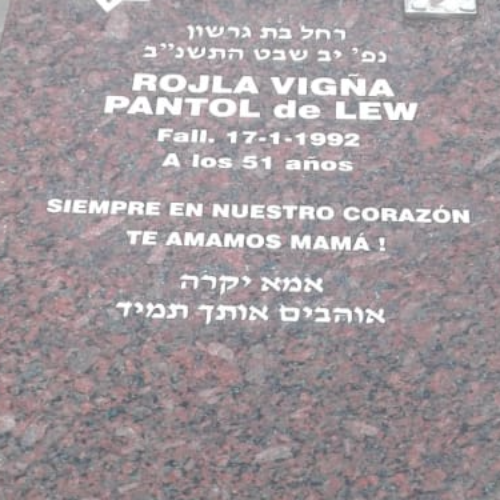 רחל בת גרשון
נפ' יב שבט התשנ"ב
ROJLA VIGÑA
PANTOL de LEW
Fall. 17-1-1992
A los 51 años
SIEMPRE EN NUESTRO CORAZÓN
TE AMAMOS MAMÁ !
אמא יקרה
אוהבים אותך תמיד